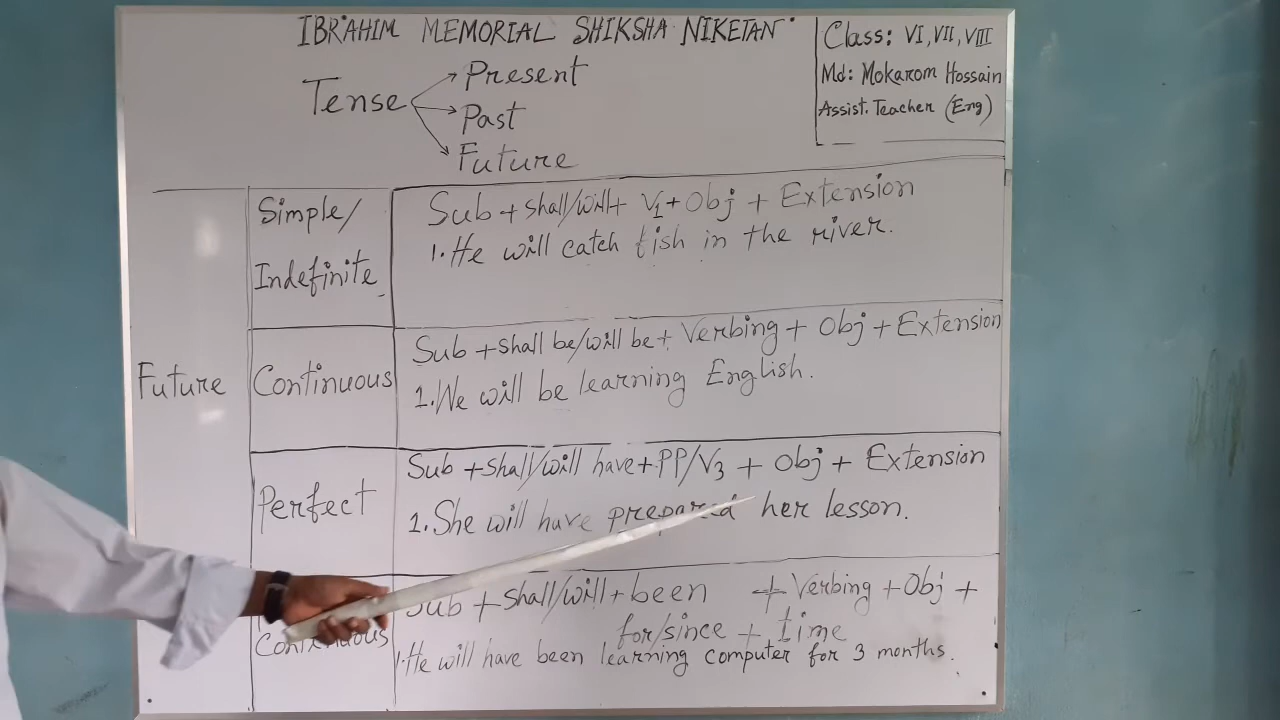 IBRAHIM MEMORIAL SHIKSHA NIKETAN
Class: VI, VII, VIII
Md: Mokarom Hossain
Assist. Teacher (Eng)
Tense
Present
Past
Future
Future
Simple/
Indefinite
Sub + shall/will + V1 + Obj + Extension
1. He will catch fish in the river.
Continuous
Sub + shall be/will be + Verbing + Obj + Extension
1. We will be learning English.
Perfect
Sub + shall/will have + PP/V3 + Obj + Extension
1. She will have prepared her lesson.
Continuous
Sub + shall/will + been + Verbing + Obj +
for/since + time
1. He will have been learning computer for 3 months.